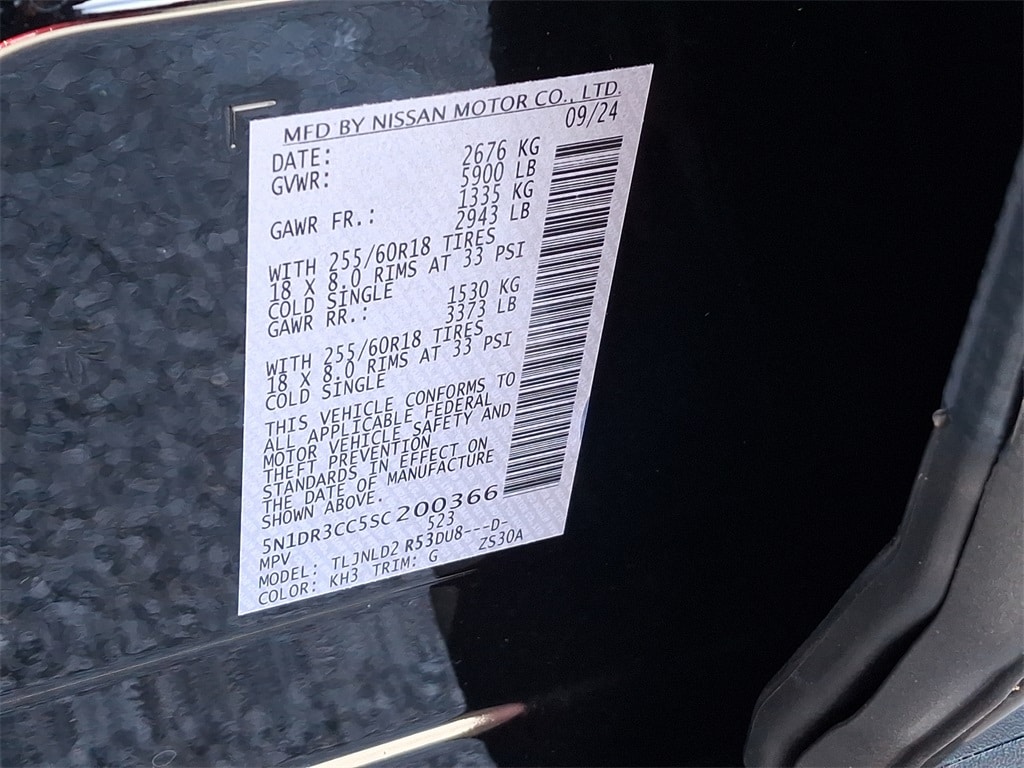 MFD BY NISSAN MOTOR CO., LTD.
DATE: 09/24
GVWR: 2676 KG
5900 LB
GAWR FR.: 1335 KG
2943 LB
WITH 255/60R18 TIRES
18 X 8.0 RIMS AT 33 PSI
COLD SINGLE
GAWR RR.: 1530 KG
3373 LB
WITH 255/60R18 TIRES
18 X 8.0 RIMS AT 33 PSI
COLD SINGLE
THIS VEHICLE CONFORMS TO
ALL APPLICABLE FEDERAL
MOTOR VEHICLE SAFETY AND
THEFT PREVENTION
STANDARDS IN EFFECT ON
THE DATE OF MANUFACTURE
SHOWN ABOVE.
5N1DR3CC5SC200366
MPV 523
MODEL: TLJNLD2 R53DU8---D-
COLOR: KH3 TRIM: G ZS30A